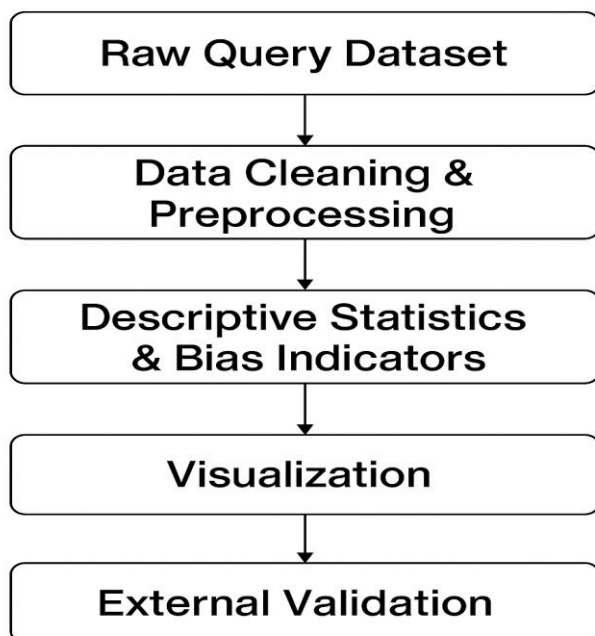 Raw Query Dataset
Data Cleaning &
Preprocessing
Descriptive Statistics
& Bias Indicators
Visualization
External Validation